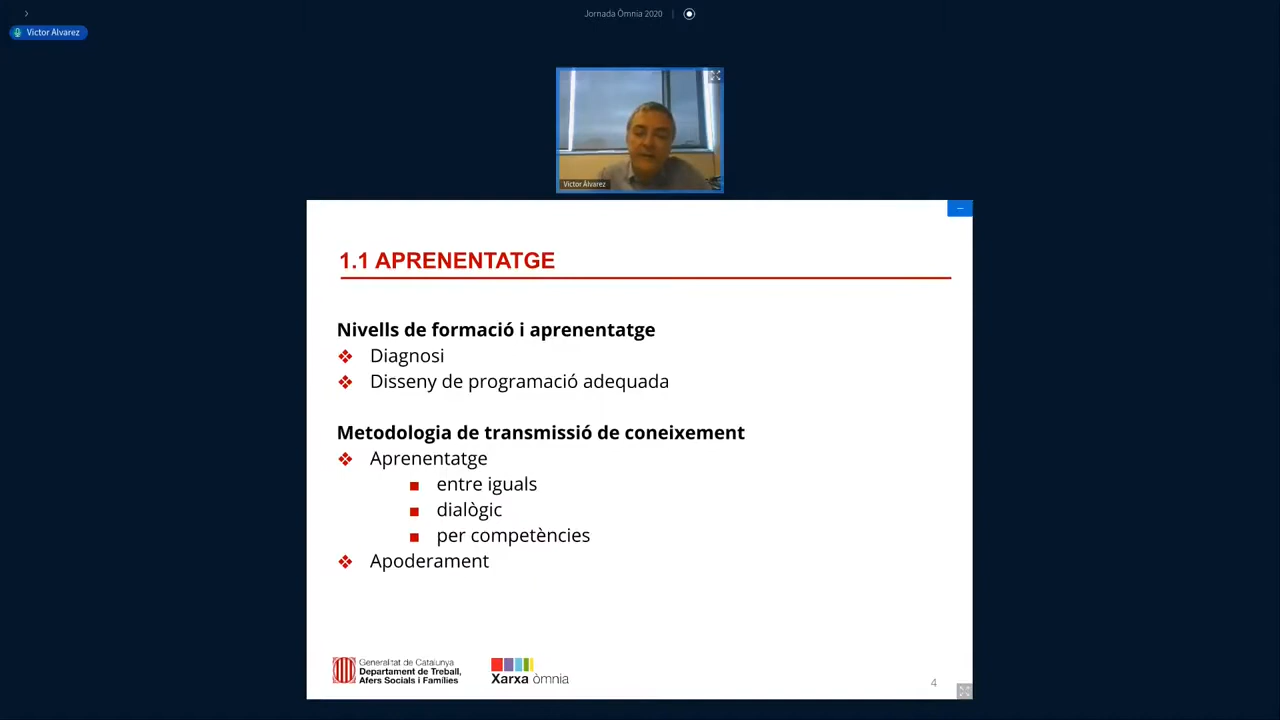 Jornada Òmnia 2020
Victor Álvarez
Victor Álvarez
1.1 APRENENTATGE
Nivells de formació i aprenentatge
Diagnosi
Disseny de programació adequada
Metodologia de transmissió de coneixement
Aprenentatge
entre iguals
dialògic
per competències
Apoderament
Generalitat de Catalunya
Departament de Treball,
Afers Socials i Famílies
Xarxa òmnia
4